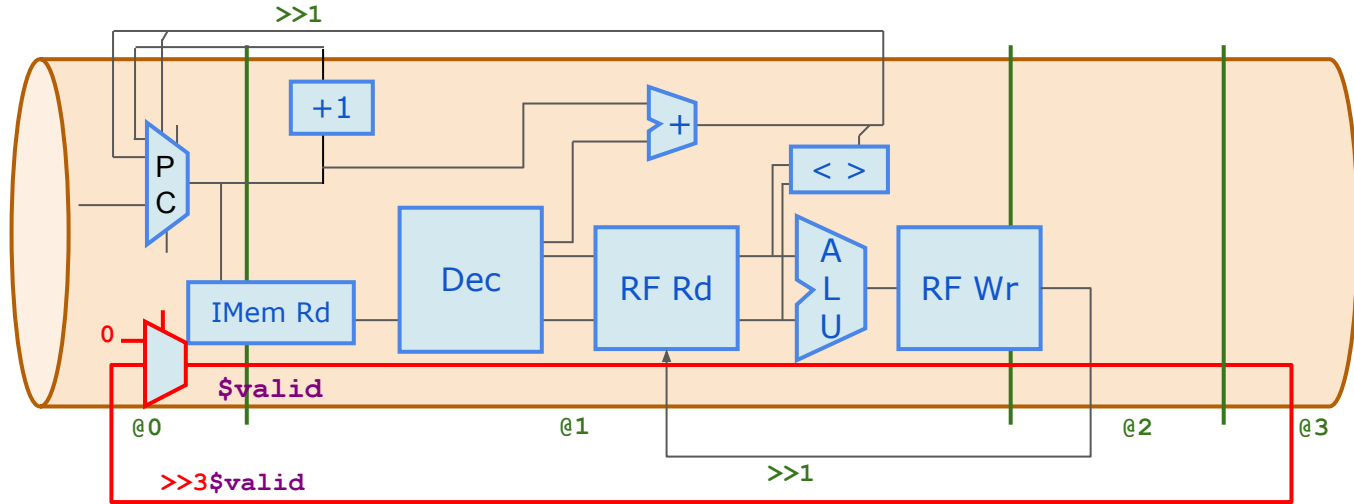 >>1
+1
+
P
C
< >
Dec
RF Rd
A
L
U
RF Wr
IMem Rd
0
$valid
@0
@1
@2
@3
>>1
>>3$valid